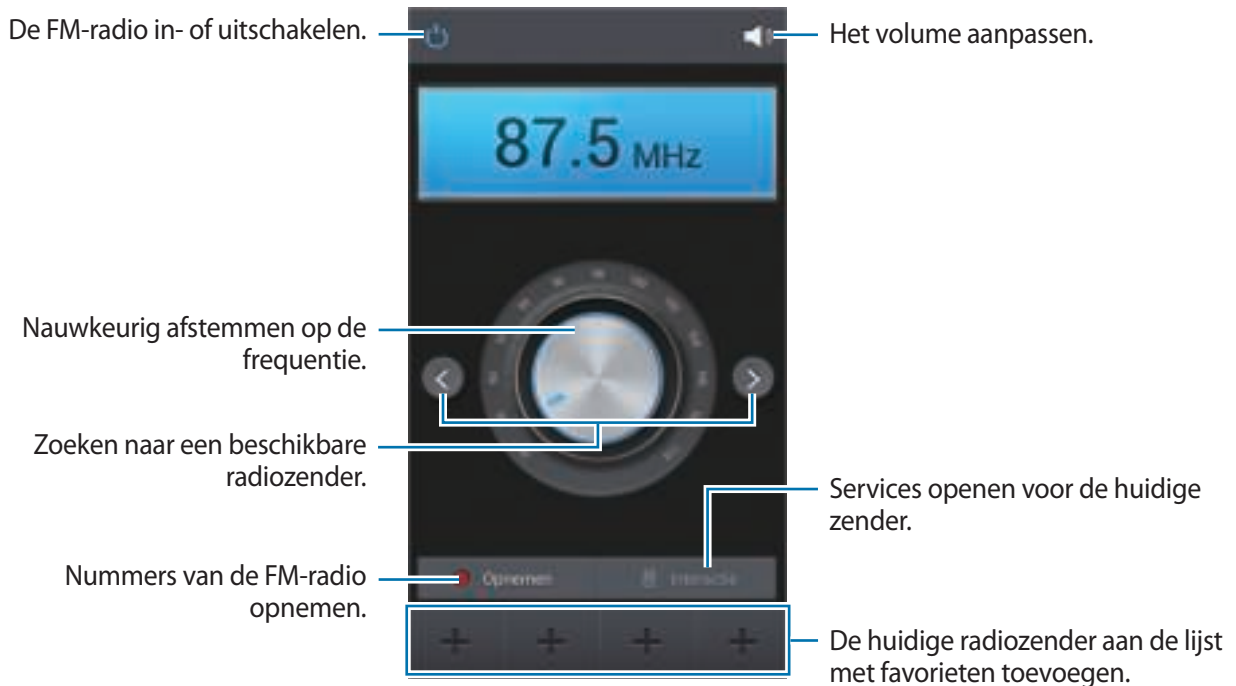 De FM-radio in- of uitschakelen.
Het volume aanpassen.
87.5 MHz
Nauwkeurig afstemmen op de
frequentie.
Zoeken naar een beschikbare
radiozender.
Services openen voor de huidige
zender.
Nummers van de FM-radio
opnemen.
Opnemen
Interactie
De huidige radiozender aan de lijst
met favorieten toevoegen.